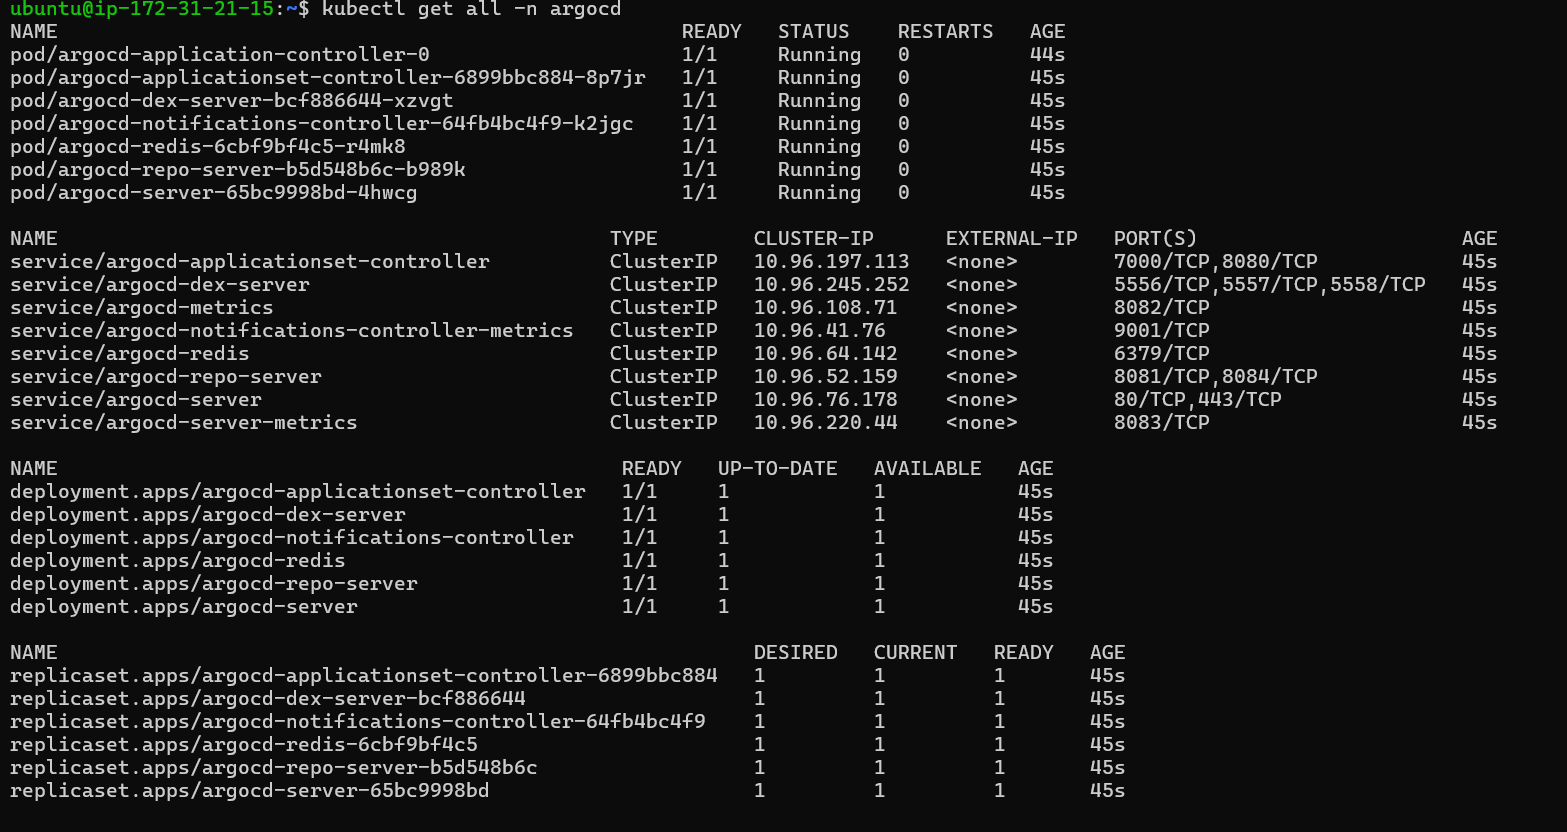 ubuntu@ip-172-31-21-15:~$ kubectl get all -n argocd
NAME READY STATUS RESTARTS AGE
pod/argocd-application-controller-0 1/1 Running 0 44s
pod/argocd-applicationset-controller-6899bbc884-8p7jr 1/1 Running 0 45s
pod/argocd-dex-server-bcf886644-xzvgt 1/1 Running 0 45s
pod/argocd-notifications-controller-64fb4bc4f9-k2jgc 1/1 Running 0 45s
pod/argocd-redis-6cbf9bf4c5-r4mk8 1/1 Running 0 45s
pod/argocd-repo-server-b5d548b6c-b989k 1/1 Running 0 45s
pod/argocd-server-65bc9998bd-4hwcg 1/1 Running 0 45s
NAME TYPE CLUSTER-IP EXTERNAL-IP PORT(S) AGE
service/argocd-applicationset-controller ClusterIP 10.96.197.113 <none> 7000/TCP,8080/TCP 45s
service/argocd-dex-server ClusterIP 10.96.245.252 <none> 5556/TCP,5557/TCP,5558/TCP 45s
service/argocd-metrics ClusterIP 10.96.108.71 <none> 8082/TCP 45s
service/argocd-notifications-controller-metrics ClusterIP 10.96.41.76 <none> 9001/TCP 45s
service/argocd-redis ClusterIP 10.96.64.142 <none> 6379/TCP 45s
service/argocd-repo-server ClusterIP 10.96.52.159 <none> 8081/TCP,8084/TCP 45s
service/argocd-server ClusterIP 10.96.76.178 <none> 80/TCP,443/TCP 45s
service/argocd-server-metrics ClusterIP 10.96.220.44 <none> 8083/TCP 45s
NAME READY UP-TO-DATE AVAILABLE AGE
deployment.apps/argocd-applicationset-controller 1/1 1 1 45s
deployment.apps/argocd-dex-server 1/1 1 1 45s
deployment.apps/argocd-notifications-controller 1/1 1 1 45s
deployment.apps/argocd-redis 1/1 1 1 45s
deployment.apps/argocd-repo-server 1/1 1 1 45s
deployment.apps/argocd-server 1/1 1 1 45s
NAME DESIRED CURRENT READY AGE
replicaset.apps/argocd-applicationset-controller-6899bbc884 1 1 1 45s
replicaset.apps/argocd-dex-server-bcf886644 1 1 1 45s
replicaset.apps/argocd-notifications-controller-64fb4bc4f9 1 1 1 45s
replicaset.apps/argocd-redis-6cbf9bf4c5 1 1 1 45s
replicaset.apps/argocd-repo-server-b5d548b6c 1 1 1 45s
replicaset.apps/argocd-server-65bc9998bd 1 1 1 45s